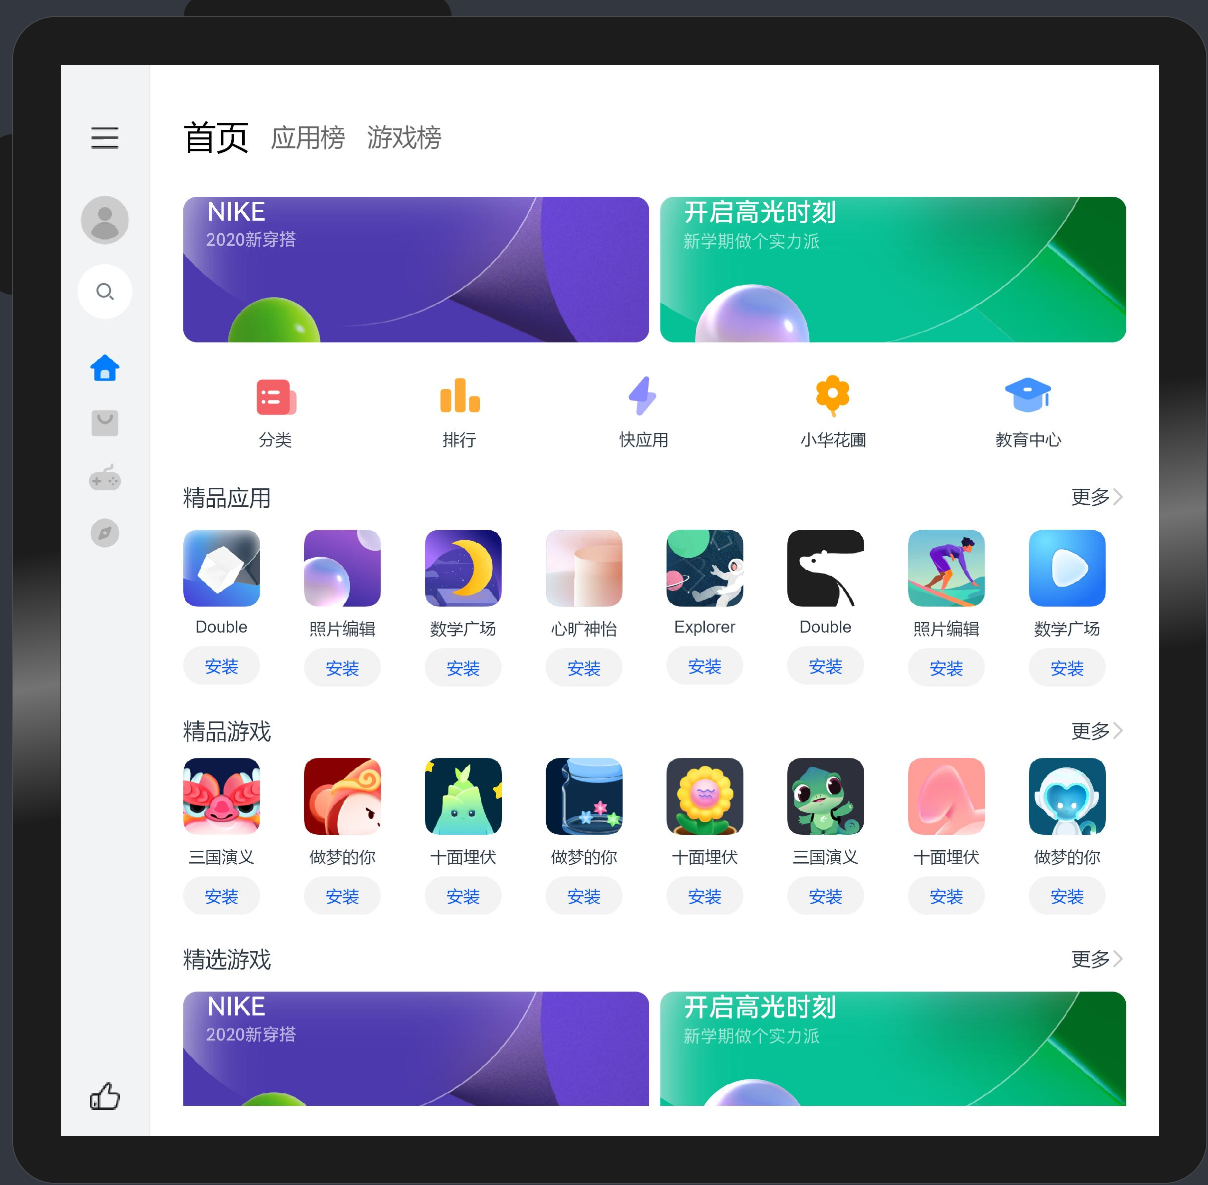 首页 应用榜 游戏榜
NIKE
2020新穿搭
开启高光时刻
新学期做个实力派
分类 排行 快应用 小华花圃 教育中心
精品应用 更多
Double 照片编辑 数学广场 心旷神怡 Explorer Double 照片编辑 数学广场
安装 安装 安装 安装 安装 安装 安装 安装
精品游戏 更多
三国演义 做梦的你 十面埋伏 做梦的你 十面埋伏 三国演义 十面埋伏 做梦的你
安装 安装 安装 安装 安装 安装 安装 安装
精选游戏 更多
NIKE
2020新穿搭
开启高光时刻
新学期做个实力派